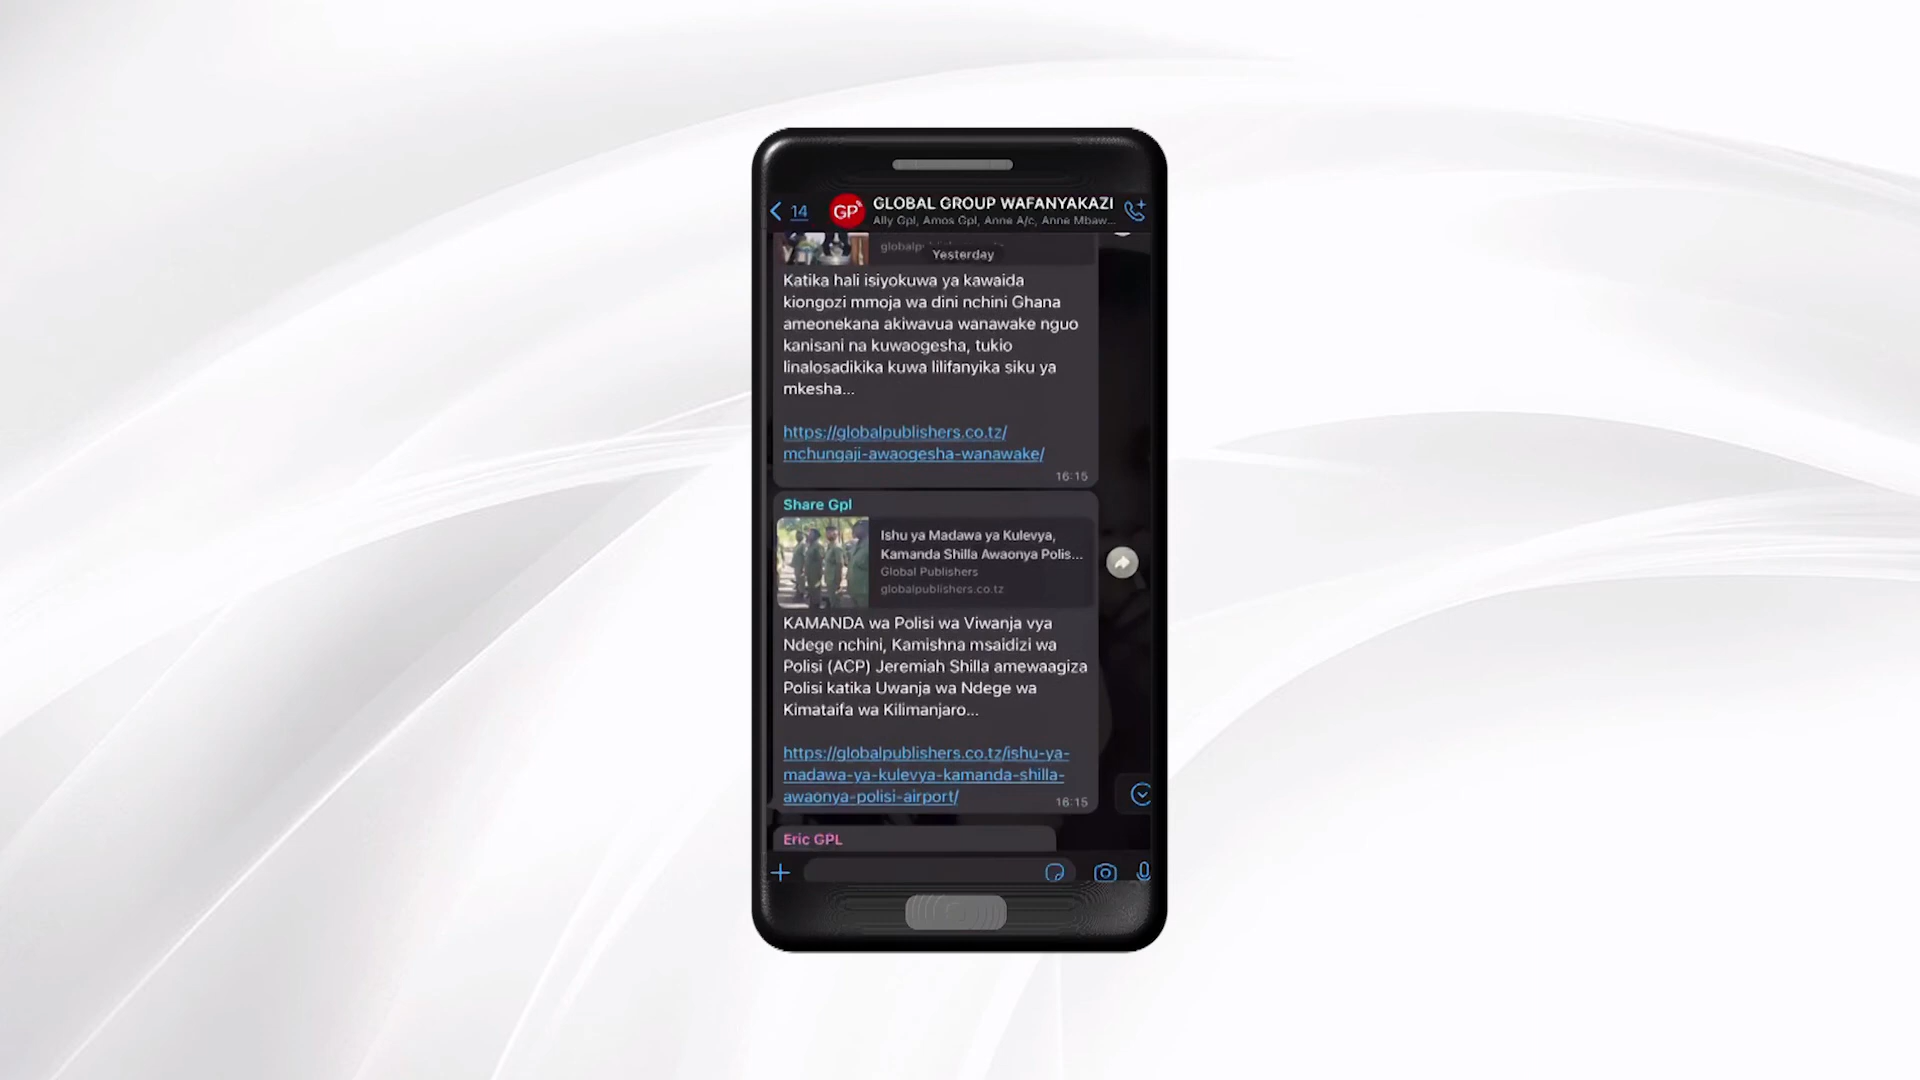 14
GP
GLOBAL GROUP WAFANYAKAZI
Ally Gpl, Amos Gpl, Anne A/c, Anne Mbaw...
Yesterday
Katika hali isiyokuwa ya kawaida
kiongozi mmoja wa dini nchini Ghana
ameonekana akiwavua wanawake nguo
kanisani na kuwaogesha, tukio
linalosadikika kuwa lilifanyika siku ya
mkesha...
https://globalpublishers.co.tz/
mchungaji-awaogesha-wanawake/
16:15
Share Gpl
Ishu ya Madawa ya Kulevya,
Kamanda Shilla Awaonya Polis...
Global Publishers
globalpublishers.co.tz
KAMANDA wa Polisi wa Viwanja vya
Ndege nchini, Kamishna msaidizi wa
Polisi (ACP) Jeremiah Shilla amewaagiza
Polisi katika Uwanja wa Ndege wa
Kimataifa wa Kilimanjaro...
https://globalpublishers.co.tz/ishu-ya-
madawa-ya-kulevya-kamanda-shilla-
awaonya-polisi-airport/
16:15
Eric GPL